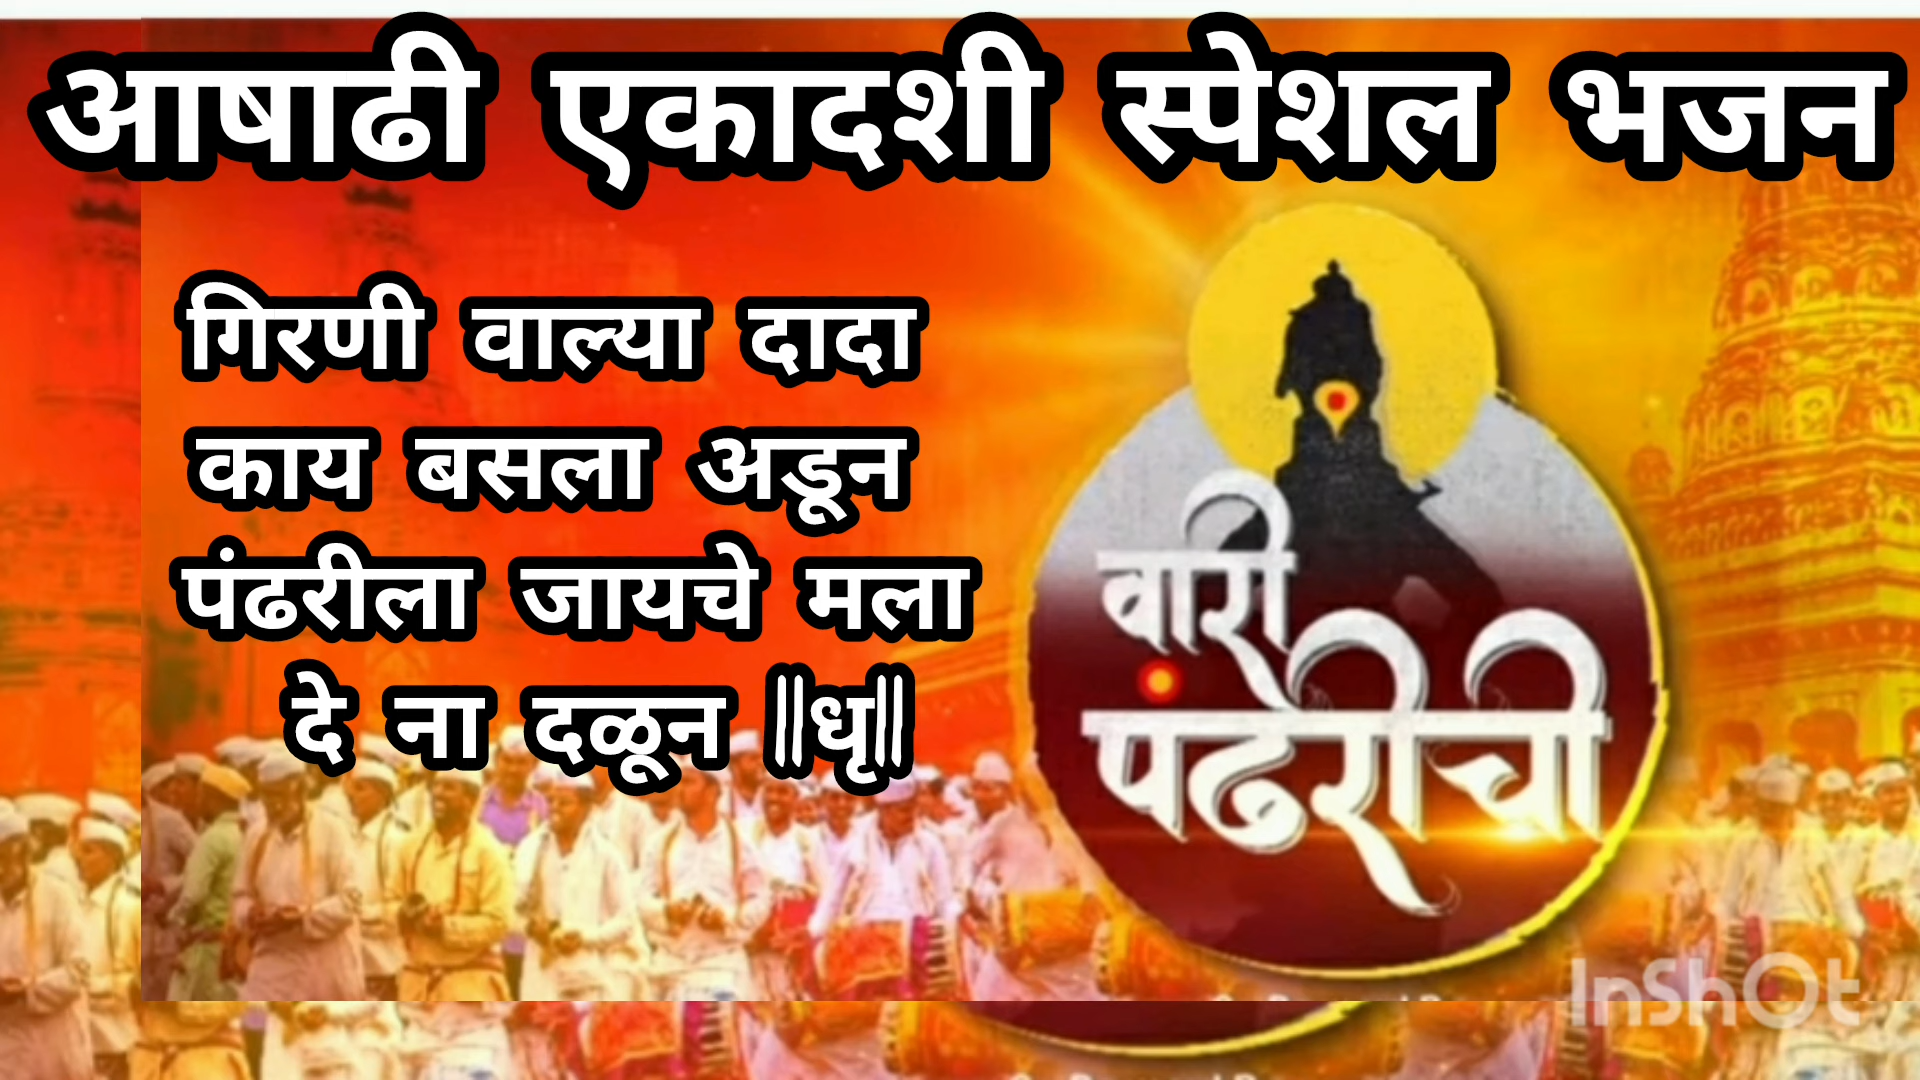 आषाढी एकादशी स्पेशल भजन
गिरणी वाल्या दादा
काय बसला अडून
पंढरीला जायचे मला
दे ना दळून ||धृ||
वारी
पंढरीची
InShOt